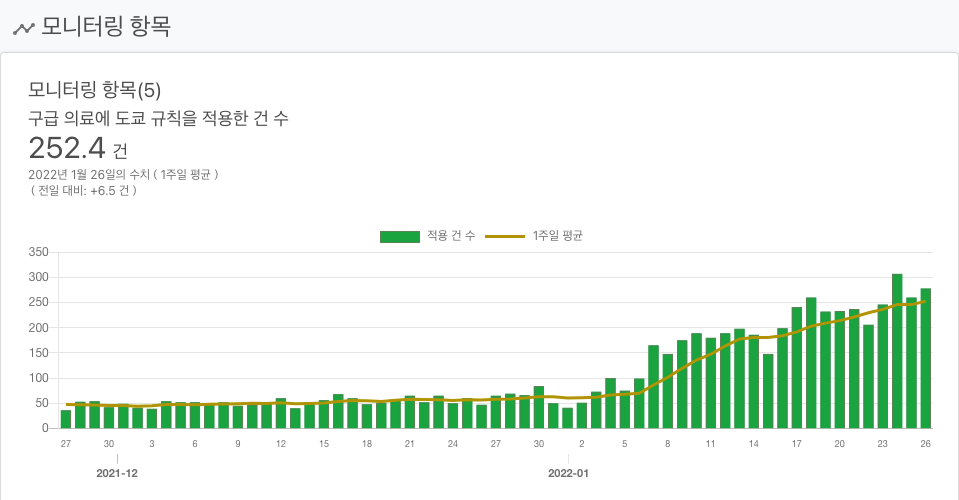 모니터링 항목
모니터링 항목(5)
구급 의료에 도쿄 규칙을 적용한 건 수
252.4 건
2022년 1월 26일의 수치 ( 1주일 평균 )
( 전일 대비: +6.5 건 )
적용 건 수 1주일 평균
350
300
250
200
150
100
50
0
27 30 3 6 9 12 15 18 21 24 27 30 2 5 8 11 14 17 20 23 26
2021-12 2022-01